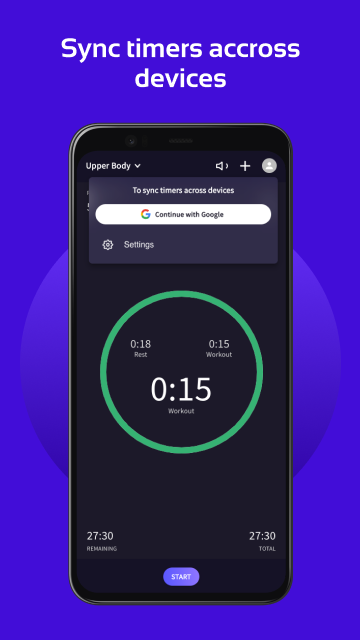 Sync timers accross
devices
Upper Body
To sync timers across devices
Continue with Google
Settings
0:18 0:15
Rest Workout
0:15
Workout
27:30 27:30
REMAINING TOTAL
START